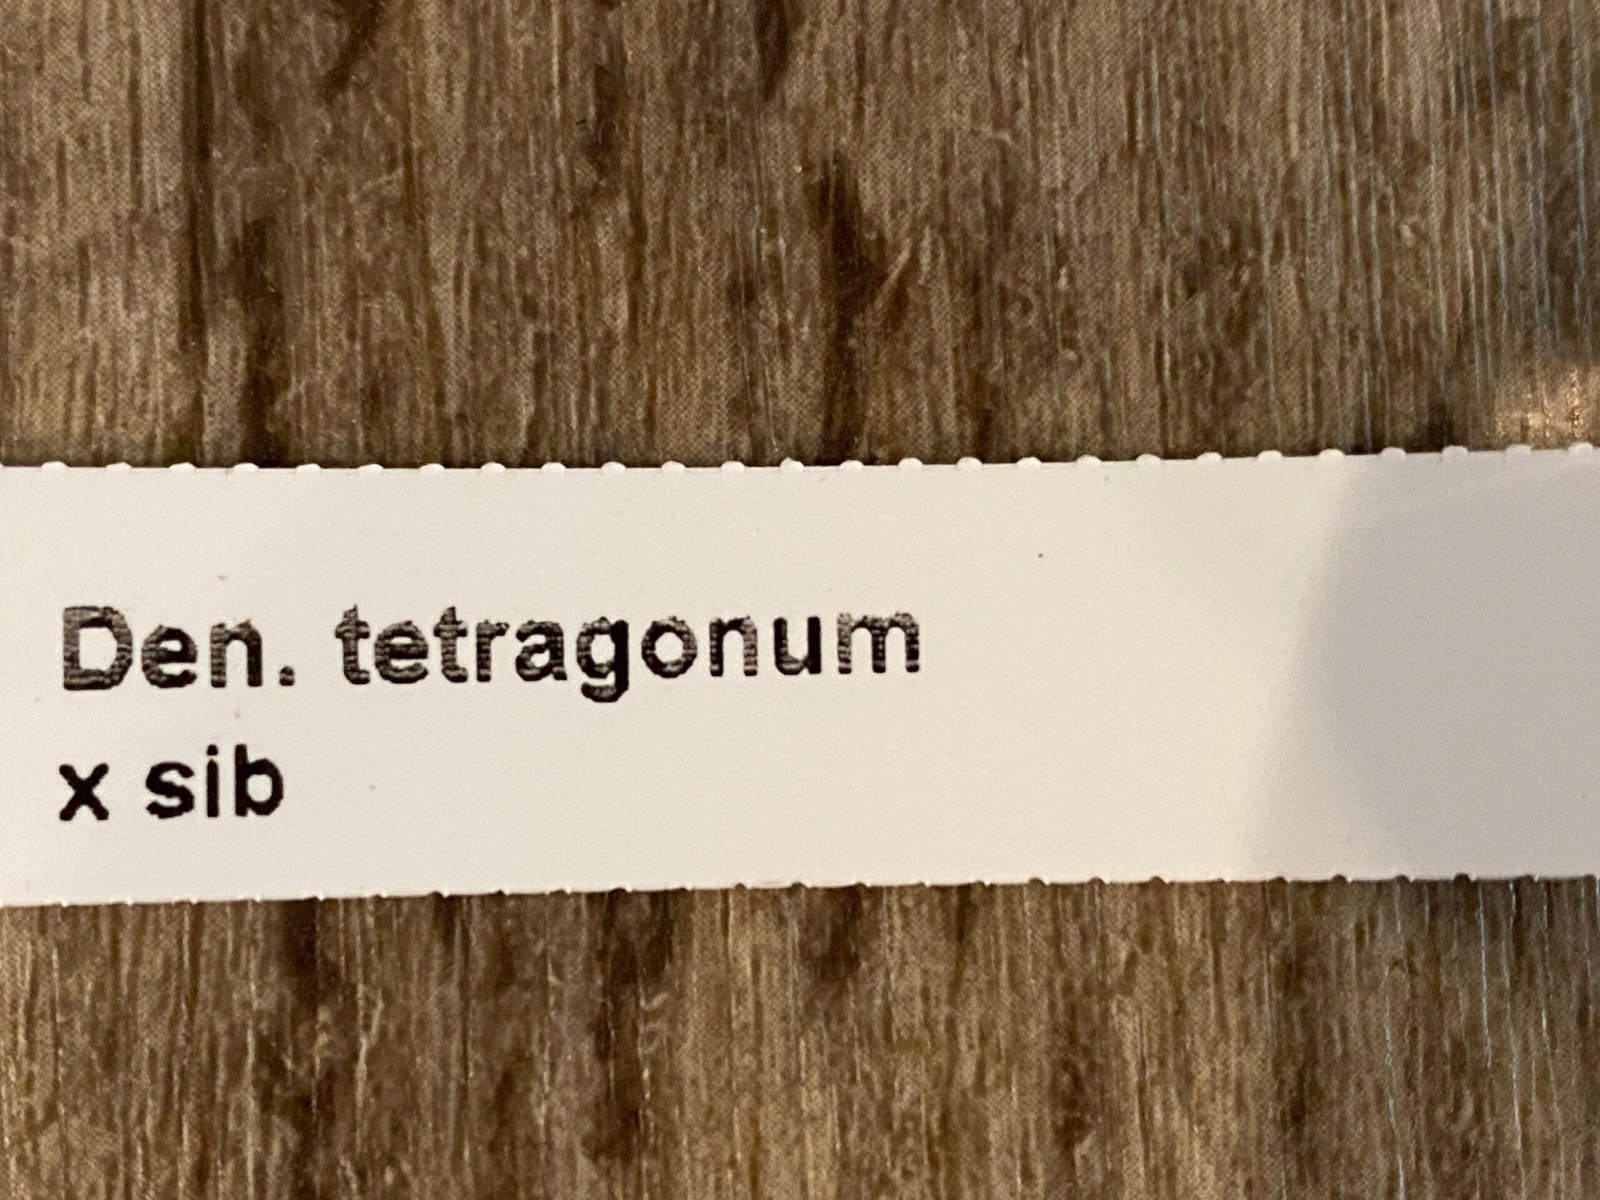 Den. tetragonum
x sib